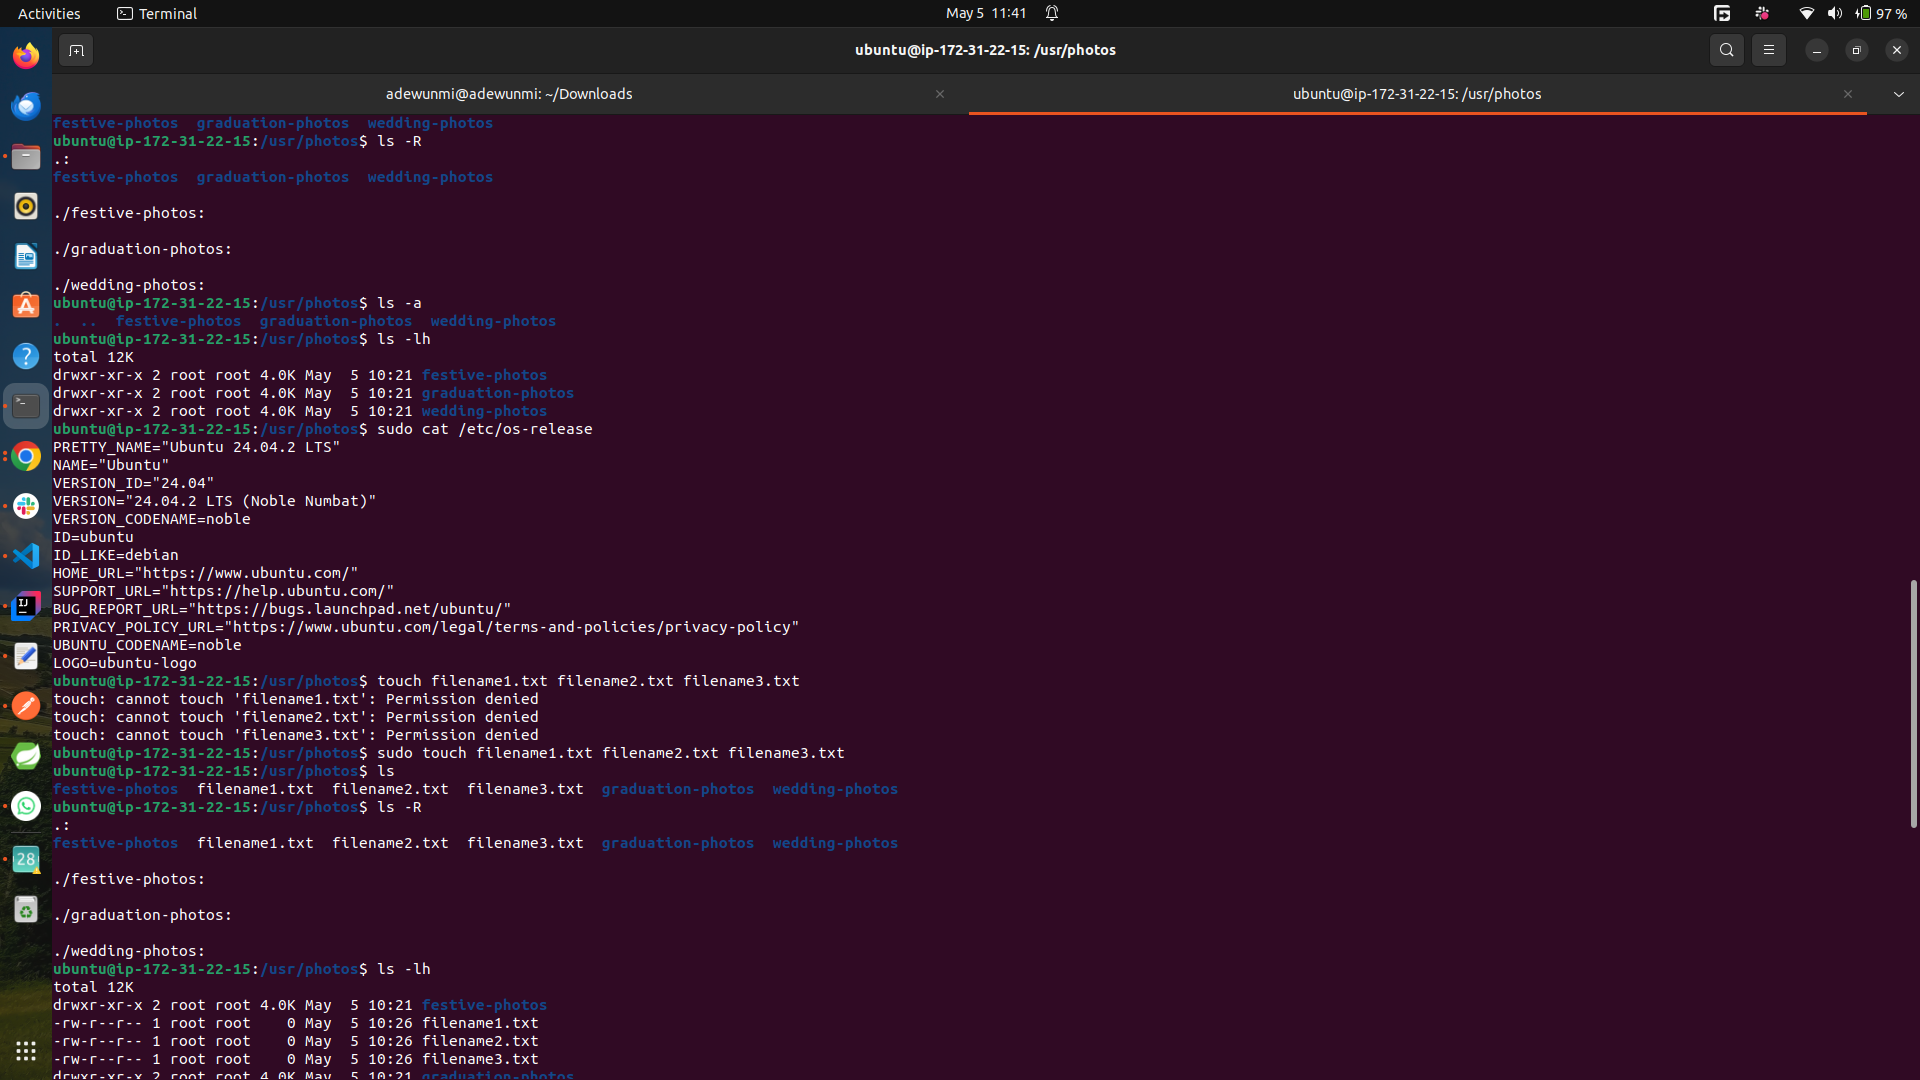 Activities Terminal May 5 11:41 97 %
ubuntu@ip-172-31-22-15: /usr/photos
adewunmi@adewunmi: ~/Downloads ubuntu@ip-172-31-22-15: /usr/photos
festive-photos graduation-photos wedding-photos
ubuntu@ip-172-31-22-15:/usr/photos$ ls -R
.:
festive-photos graduation-photos wedding-photos
./festive-photos:
./graduation-photos:
./wedding-photos:
ubuntu@ip-172-31-22-15:/usr/photos$ ls -a
. .. festive-photos graduation-photos wedding-photos
ubuntu@ip-172-31-22-15:/usr/photos$ ls -lh
total 12K
drwxr-xr-x 2 root root 4.0K May 5 10:21 festive-photos
drwxr-xr-x 2 root root 4.0K May 5 10:21 graduation-photos
drwxr-xr-x 2 root root 4.0K May 5 10:21 wedding-photos
ubuntu@ip-172-31-22-15:/usr/photos$ sudo cat /etc/os-release
PRETTY_NAME="Ubuntu 24.04.2 LTS"
NAME="Ubuntu"
VERSION_ID="24.04"
VERSION="24.04.2 LTS (Noble Numbat)"
VERSION_CODENAME=noble
ID=ubuntu
ID_LIKE=debian
HOME_URL="https://www.ubuntu.com/"
SUPPORT_URL="https://help.ubuntu.com/"
BUG_REPORT_URL="https://bugs.launchpad.net/ubuntu/"
PRIVACY_POLICY_URL="https://www.ubuntu.com/legal/terms-and-policies/privacy-policy"
UBUNTU_CODENAME=noble
LOGO=ubuntu-logo
ubuntu@ip-172-31-22-15:/usr/photos$ touch filename1.txt filename2.txt filename3.txt
touch: cannot touch 'filename1.txt': Permission denied
touch: cannot touch 'filename2.txt': Permission denied
touch: cannot touch 'filename3.txt': Permission denied
ubuntu@ip-172-31-22-15:/usr/photos$ sudo touch filename1.txt filename2.txt filename3.txt
ubuntu@ip-172-31-22-15:/usr/photos$ ls
festive-photos filename1.txt filename2.txt filename3.txt graduation-photos wedding-photos
ubuntu@ip-172-31-22-15:/usr/photos$ ls -R
.:
festive-photos filename1.txt filename2.txt filename3.txt graduation-photos wedding-photos
./festive-photos:
./graduation-photos:
./wedding-photos:
ubuntu@ip-172-31-22-15:/usr/photos$ ls -lh
total 12K
drwxr-xr-x 2 root root 4.0K May 5 10:21 festive-photos
-rw-r--r-- 1 root root 0 May 5 10:26 filename1.txt
-rw-r--r-- 1 root root 0 May 5 10:26 filename2.txt
-rw-r--r-- 1 root root 0 May 5 10:26 filename3.txt
drwxr-xr-x 2 root root 4.0K May 5 10:21 graduation-photos
IJ
28